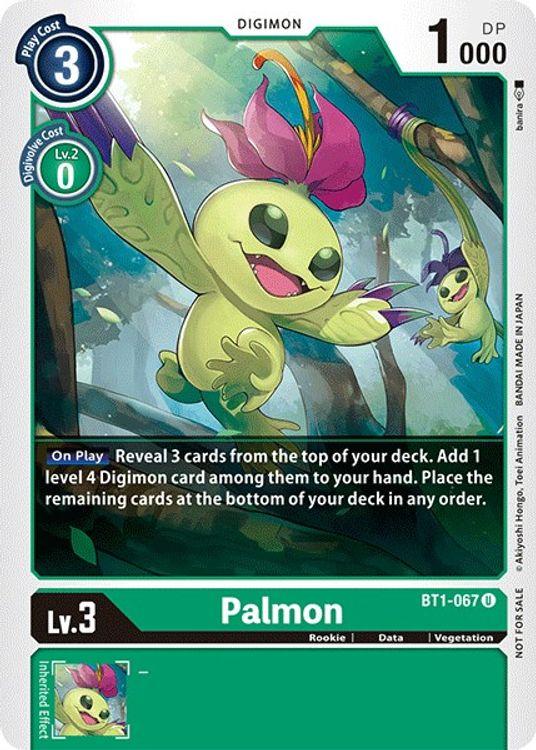 DIGIMON
Play Cost
3
DP
1000
Digivolve Cost
Lv.2
0
banira
On Play Reveal 3 cards from the top of your deck. Add 1
level 4 Digimon card among them to your hand. Place the
remaining cards at the bottom of your deck in any order.
© Akiyoshi Hongo, Toei Animation BANDAI MADE IN JAPAN
NOT FOR SALE
Lv.3
Palmon
BT1-067 U
Rookie | Data | Vegetation
Inherited Effect
–